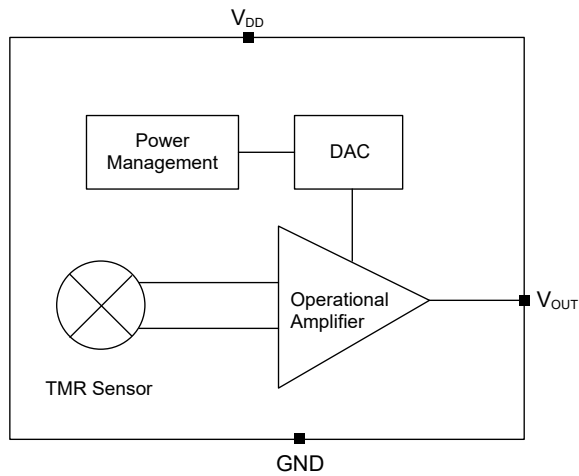 VDD
Power
Management
DAC
Operational
Amplifier
VOUT
TMR Sensor
GND